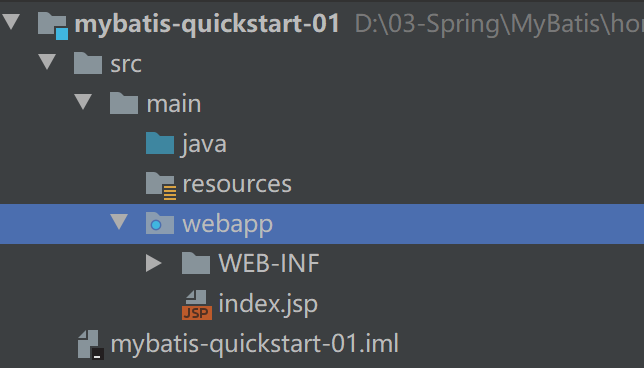 mybatis-quickstart-01 D:\03-Spring\MyBatis\hor
src
main
java
resources
webapp
WEB-INF
JSP index.jsp
mybatis-quickstart-01.iml